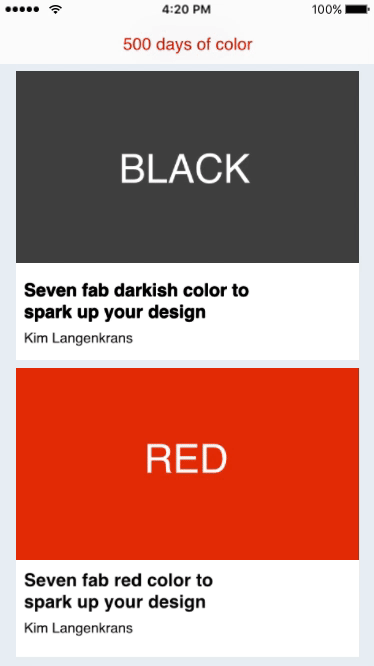 4:20 PM
100%
500 days of color
BLACK
Seven fab darkish color to
spark up your design
Kim Langenkrans
RED
Seven fab red color to
spark up your design
Kim Langenkrans